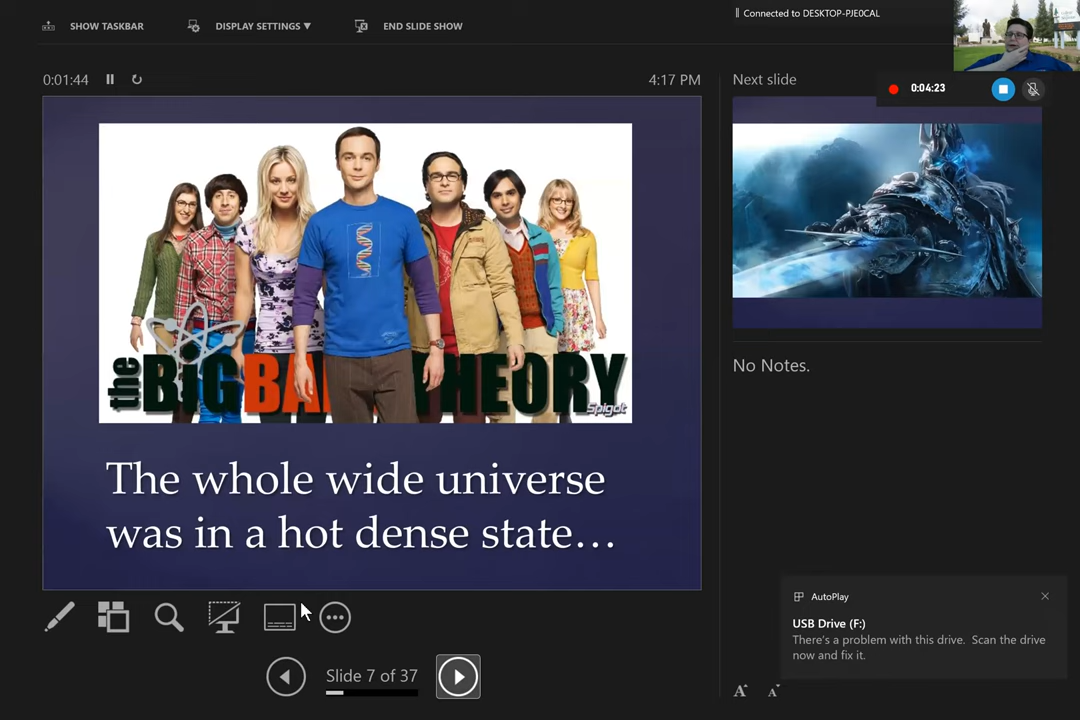 SHOW TASKBAR
DISPLAY SETTINGS ▼
END SLIDE SHOW
Connected to DESKTOP-PJE0CAL
0:01:44
4:17 PM
Next slide
0:04:23
the BIG BANG THEORY
Spigot
The whole wide universe
was in a hot dense state…
No Notes.
AutoPlay
USB Drive (F:)
There's a problem with this drive. Scan the drive
now and fix it.
Slide 7 of 37
A A